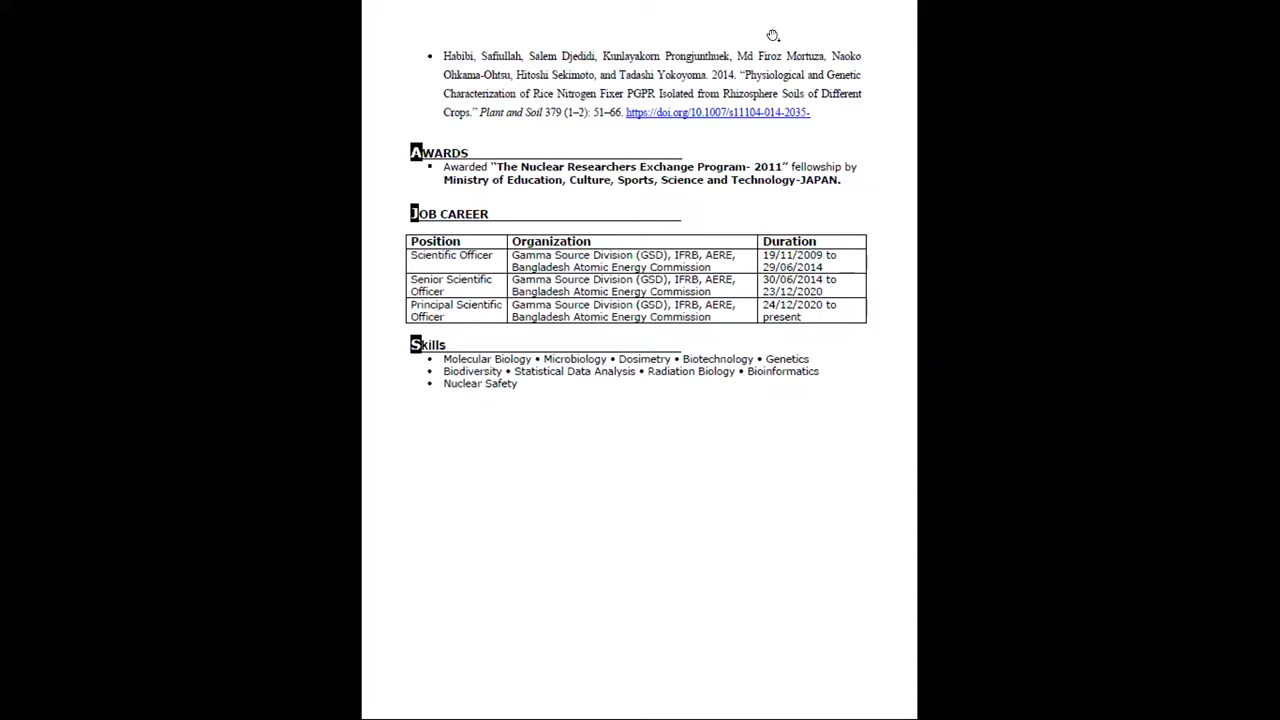 • Habibi, Safiullah, Salem Djedidi, Kunlayakorn Prongjunthuek, Md Firoz Mortuza, Naoko
Ohkama-Ohtsu, Hitoshi Sekimoto, and Tadashi Yokoyoma. 2014. “Physiological and Genetic
Characterization of Rice Nitrogen Fixer PGPR Isolated from Rhizosphere Soils of Different
Crops.” Plant and Soil 379 (1–2): 51–66. https://doi.org/10.1007/s11104-014-2035-
AWARDS
▪ Awarded “The Nuclear Researchers Exchange Program- 2011” fellowship by
Ministry of Education, Culture, Sports, Science and Technology-JAPAN.
JOB CAREER
Position Organization Duration
Scientific Officer Gamma Source Division (GSD), IFRB, AERE, 19/11/2009 to
Bangladesh Atomic Energy Commission 29/06/2014
Senior Scientific Gamma Source Division (GSD), IFRB, AERE, 30/06/2014 to
Officer Bangladesh Atomic Energy Commission 23/12/2020
Principal Scientific Gamma Source Division (GSD), IFRB, AERE, 24/12/2020 to
Officer Bangladesh Atomic Energy Commission present
Skills
• Molecular Biology • Microbiology • Dosimetry • Biotechnology • Genetics
• Biodiversity • Statistical Data Analysis • Radiation Biology • Bioinformatics
• Nuclear Safety